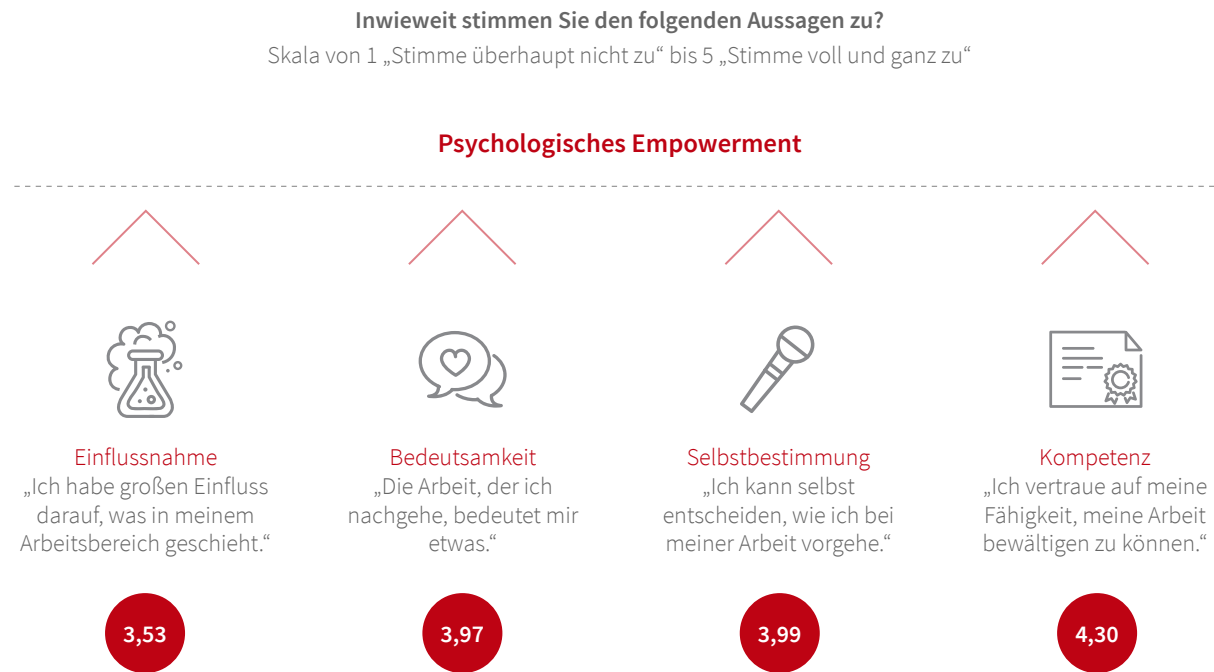 Inwieweit stimmen Sie den folgenden Aussagen zu?
Skala von 1 „Stimme überhaupt nicht zu“ bis 5 „Stimme voll und ganz zu“
Psychologisches Empowerment
Einflussnahme
„Ich habe großen Einfluss
darauf, was in meinem
Arbeitsbereich geschieht.“
3,53
Bedeutsamkeit
„Die Arbeit, der ich
nachgehe, bedeutet mir
etwas.“
3,97
Selbstbestimmung
„Ich kann selbst
entscheiden, wie ich bei
meiner Arbeit vorgehe.“
3,99
Kompetenz
„Ich vertraue auf meine
Fähigkeit, meine Arbeit
bewältigen zu können.“
4,30